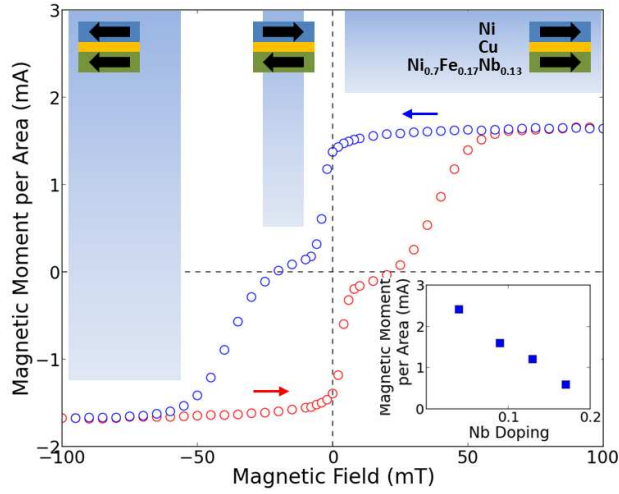 3
2
1
0
−1
−2
−100
−50
0
50
100
Magnetic Field (mT)
Magnetic Moment per Area (mA)
Ni
Cu
Ni0.7Fe0.17Nb0.13
3
2
1
0
0.1
0.2
Nb Doping
Magnetic Moment
per Area (mA)